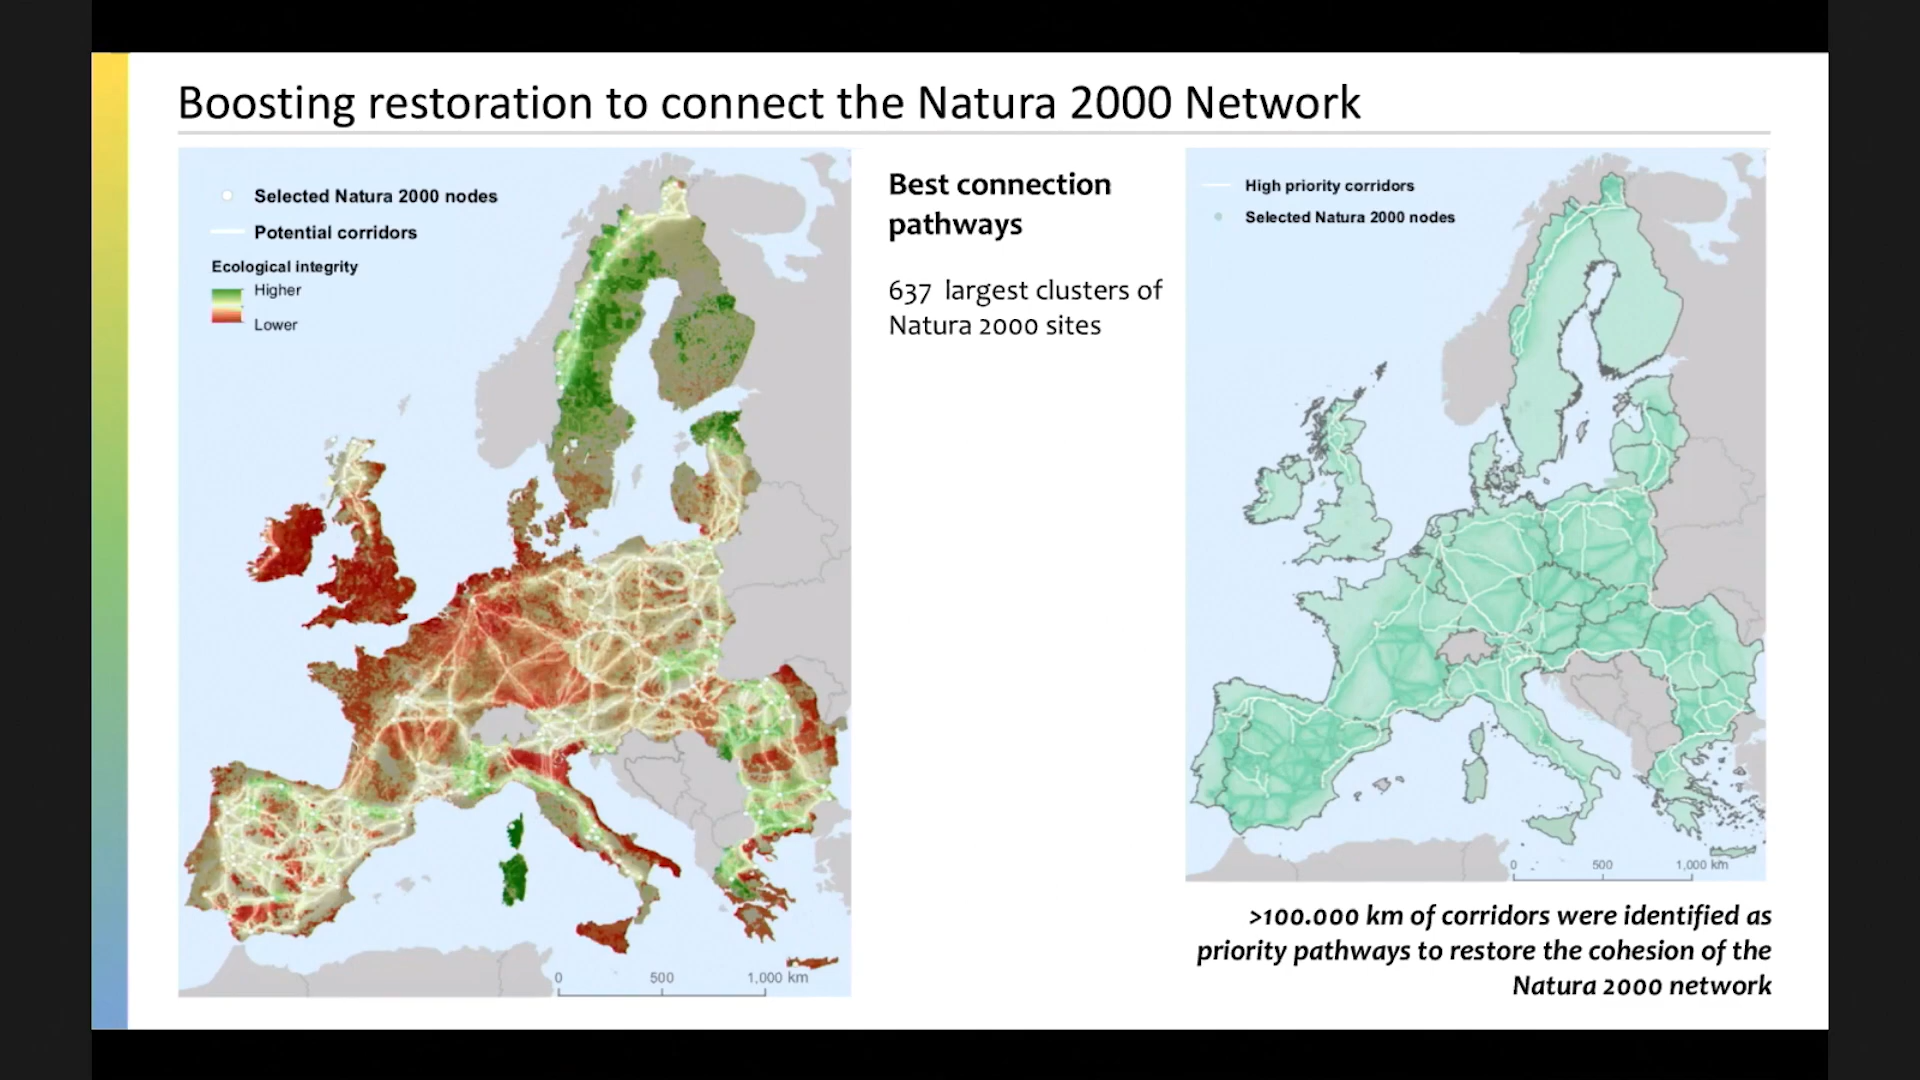 Boosting restoration to connect the Natura 2000 Network
Selected Natura 2000 nodes
Potential corridors
Ecological integrity
Higher
Lower
0 500 1,000 km
Best connection
pathways
637 largest clusters of
Natura 2000 sites
High priority corridors
Selected Natura 2000 nodes
0 500 1,000 km
>100.000 km of corridors were identified as
priority pathways to restore the cohesion of the
Natura 2000 network